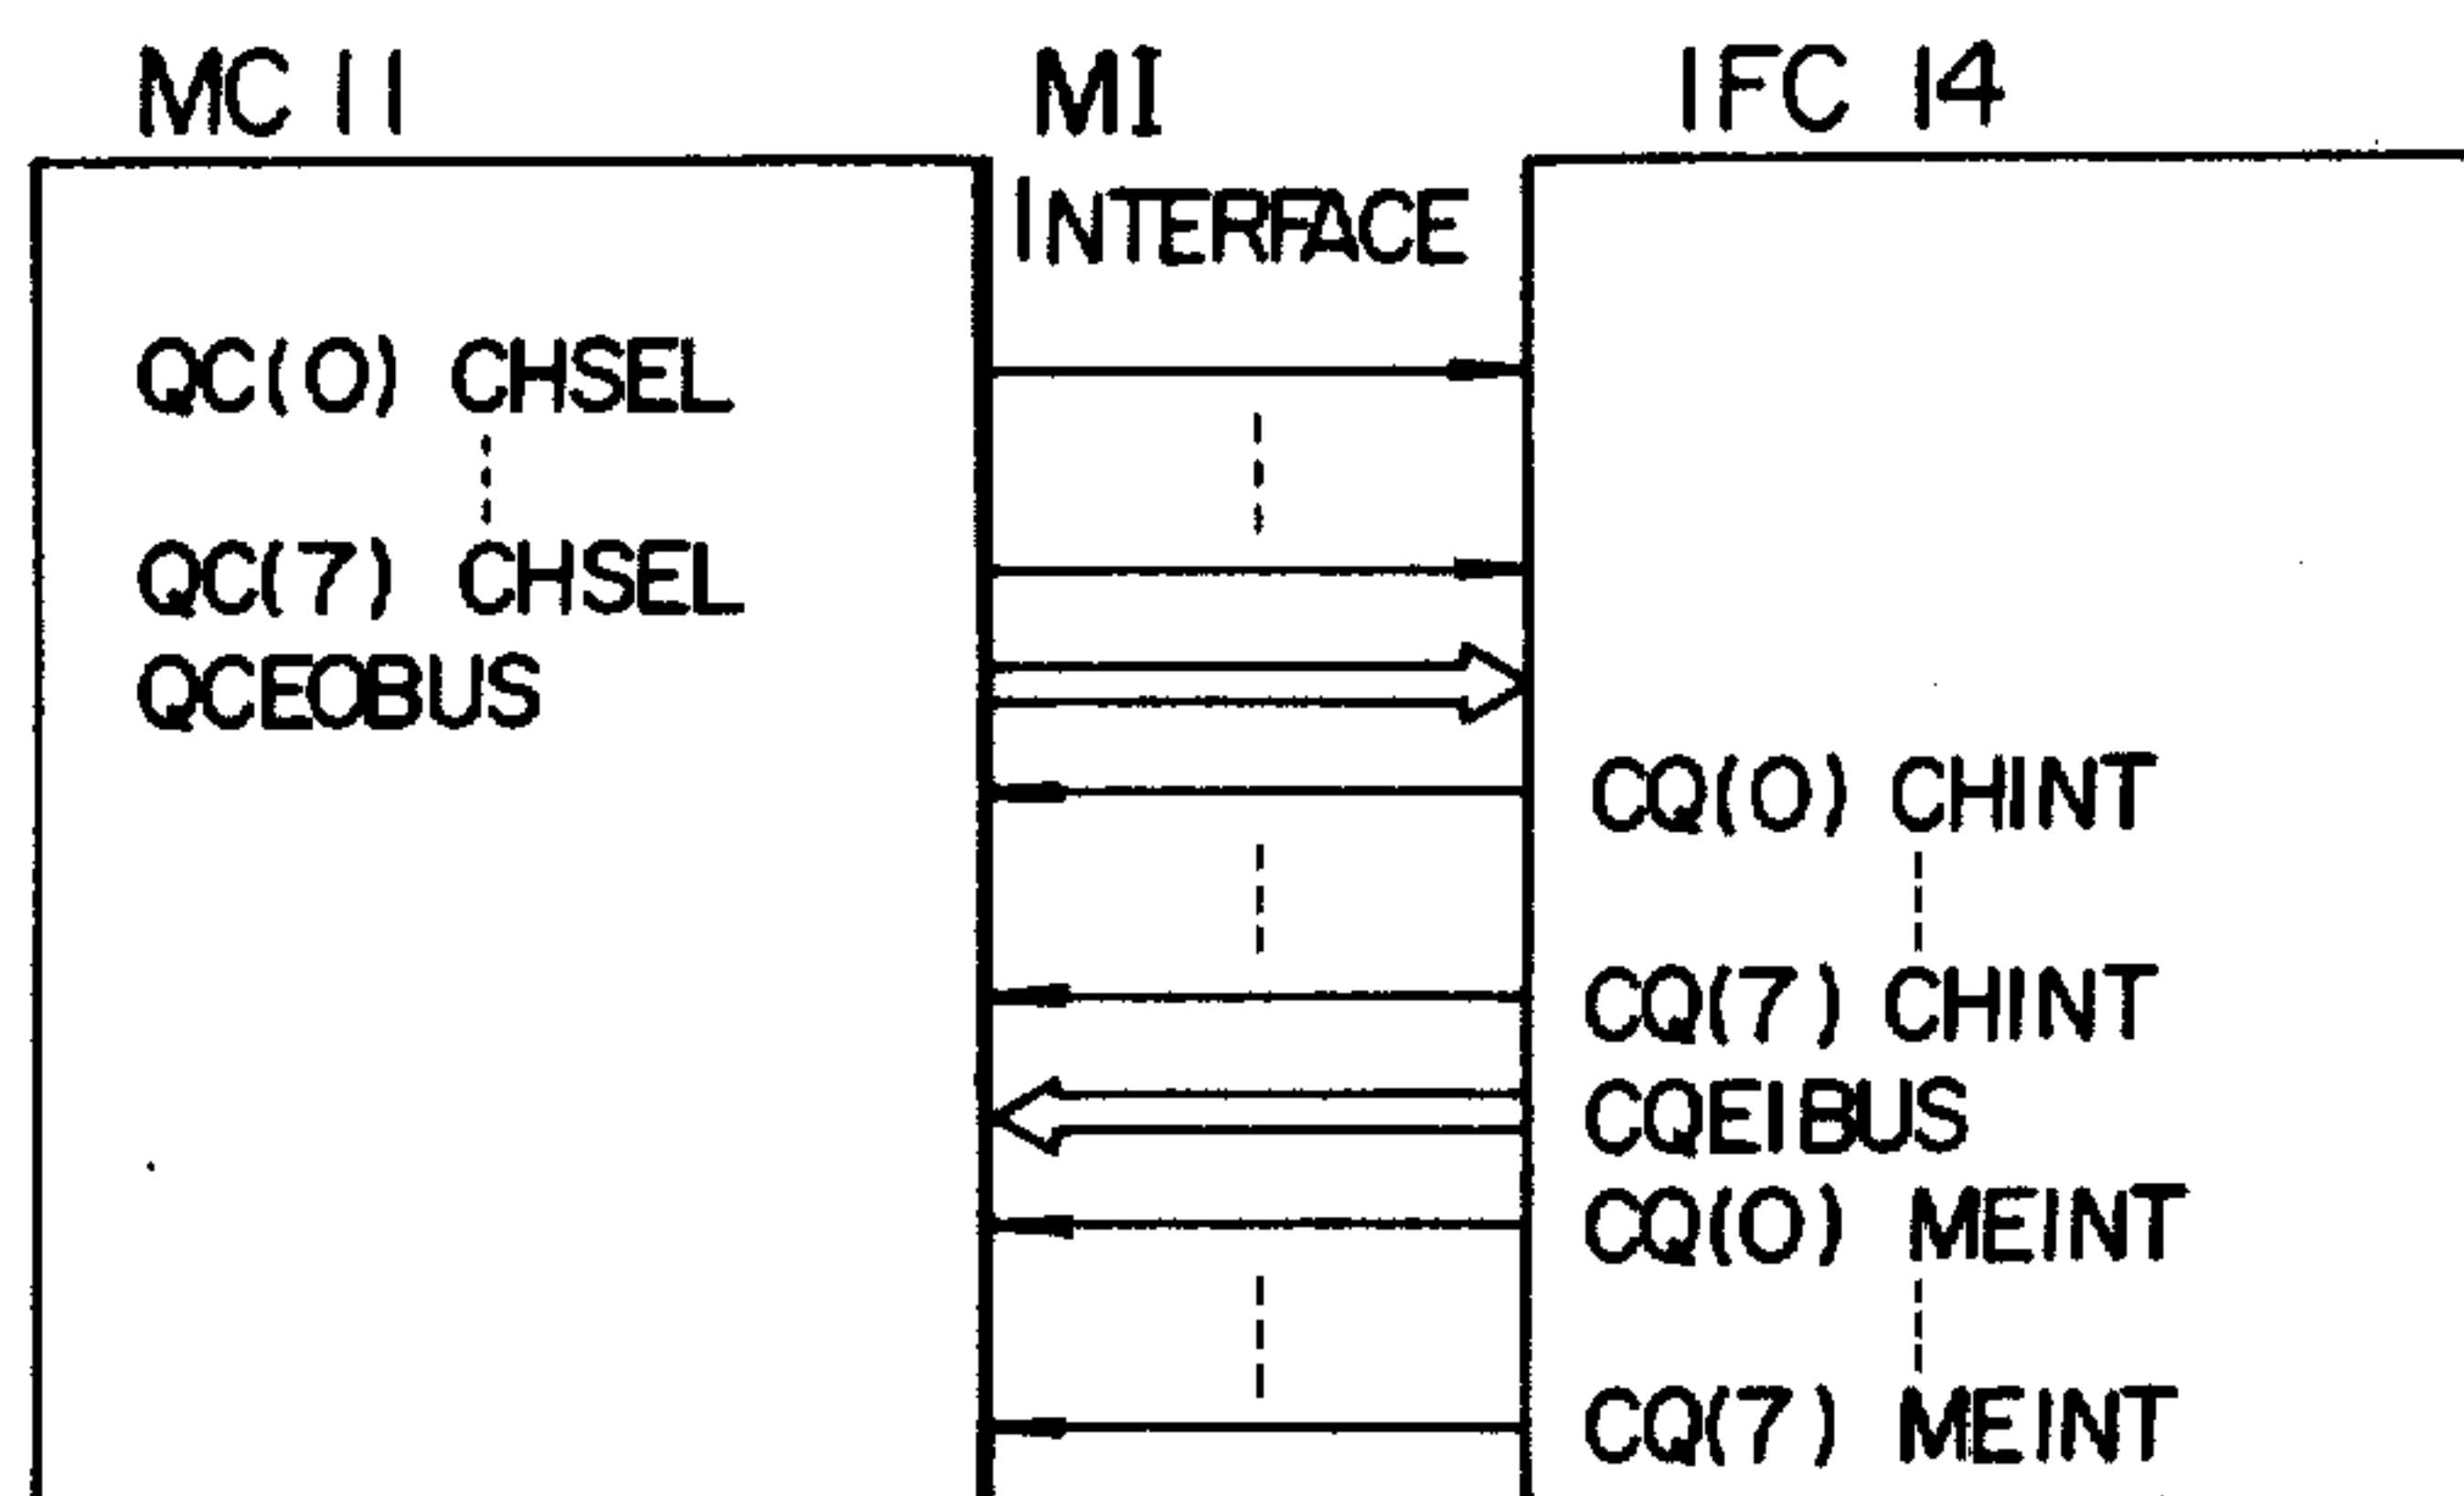 MC 11
MI
INTERFACE
IFC 14
QC(0) CHSEL
QC(7) CHSEL
QCEOBUS
CQ(0) CHINT
CQ(7) CHINT
CQEIBUS
CQ(0) MEINT
CQ(7) MEINT